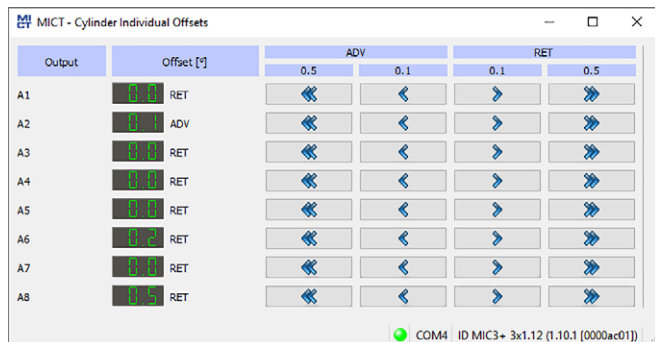 MICT - Cylinder Individual Offsets
Output Offset [°] ADV RET
0.5 0.1 0.1 0.5
A1 0.0 RET
A2 0.1 ADV
A3 0.0 RET
A4 0.0 RET
A5 0.0 RET
A6 0.2 RET
A7 0.0 RET
A8 0.5 RET
COM4 ID MIC3+ 3x1.12 (1.10.1 [0000ac01])